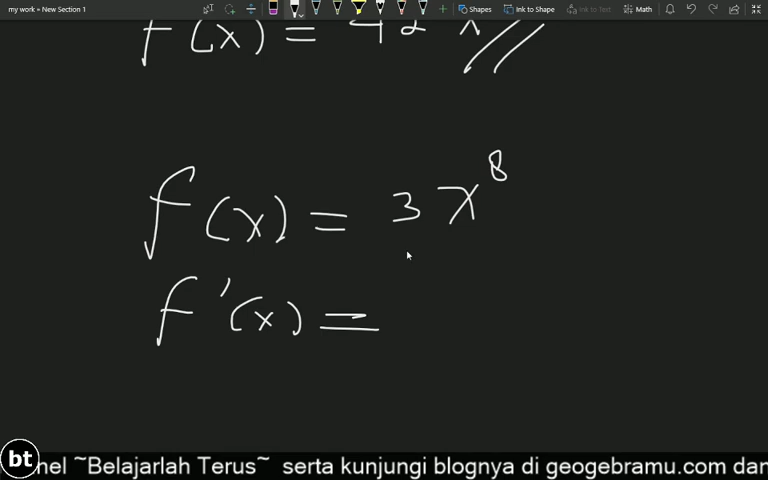 my work » New Section 1
Shapes
Ink to Shape
Ink to Text
Math
f(x) = 42 x
f(x) = 3x⁸
f'(x) =
bt
nel ~Belajarlah Terus~ serta kunjungi blognya di geogebramu.com dan